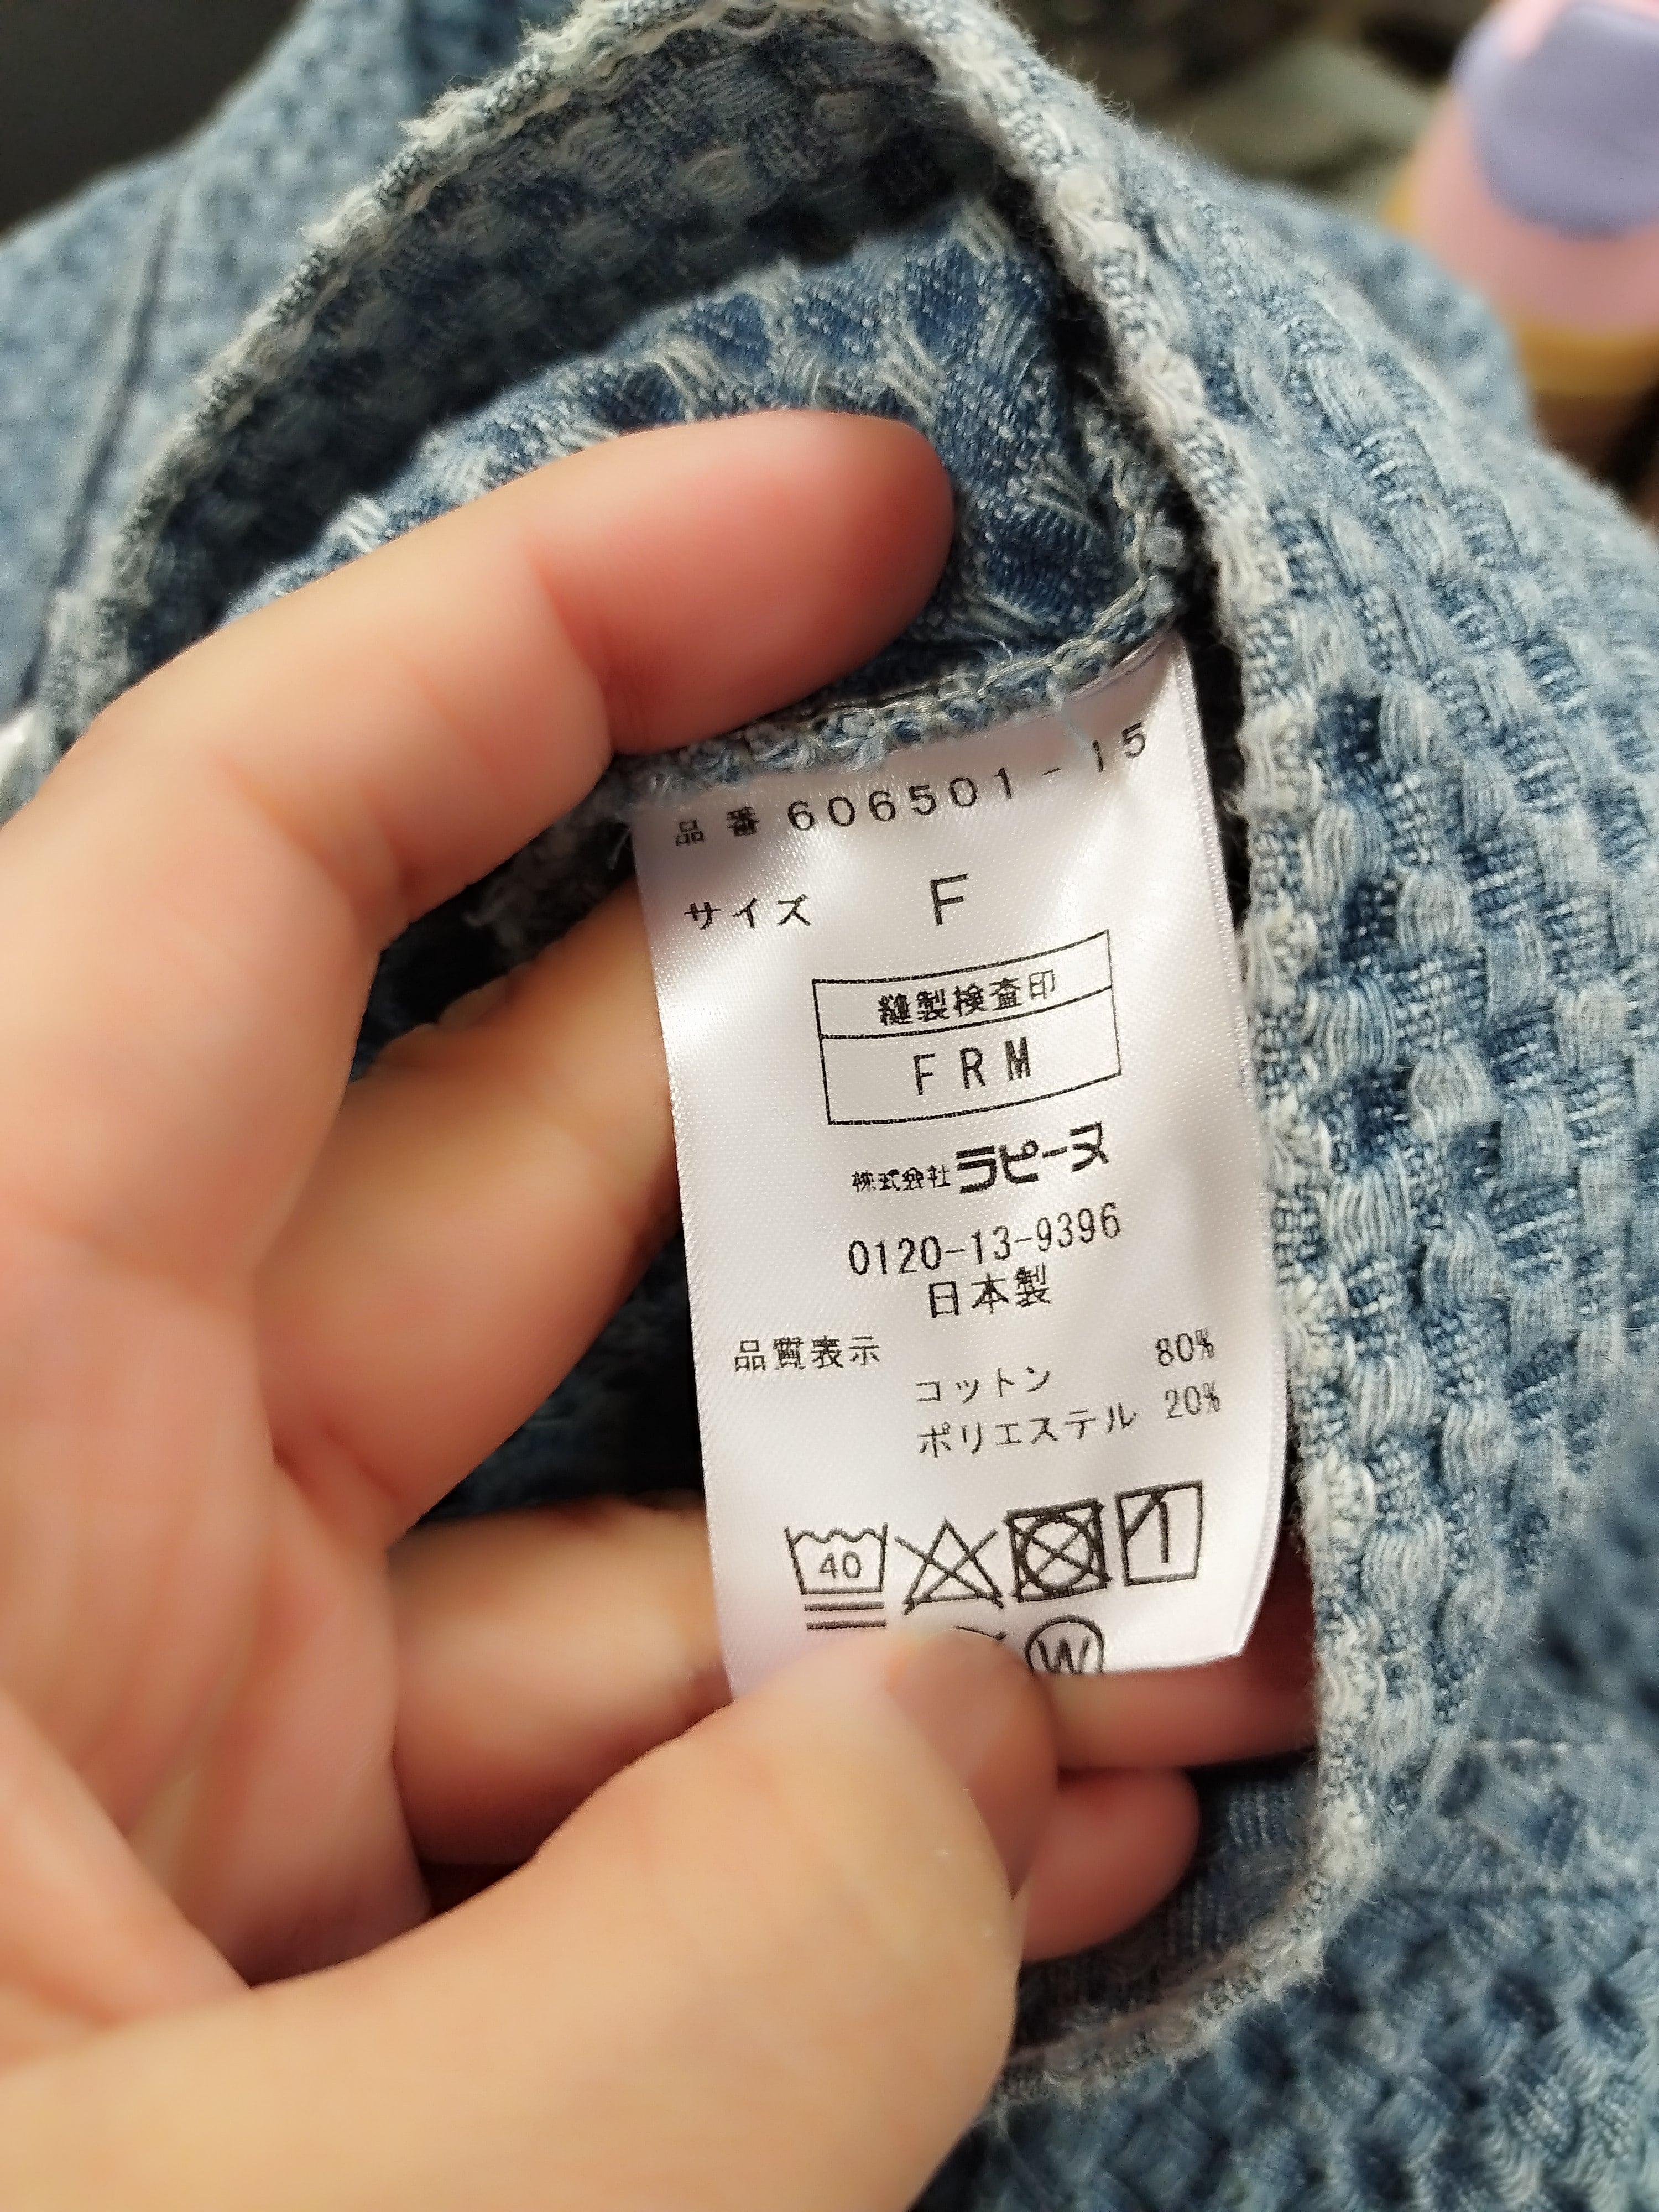 品番 606501-15
サイズ F
縫製検査印
FRM
株式会社ラピーヌ
0120-13-9396
日本製
品質表示
コットン 80%
ポリエステル 20%
40
W